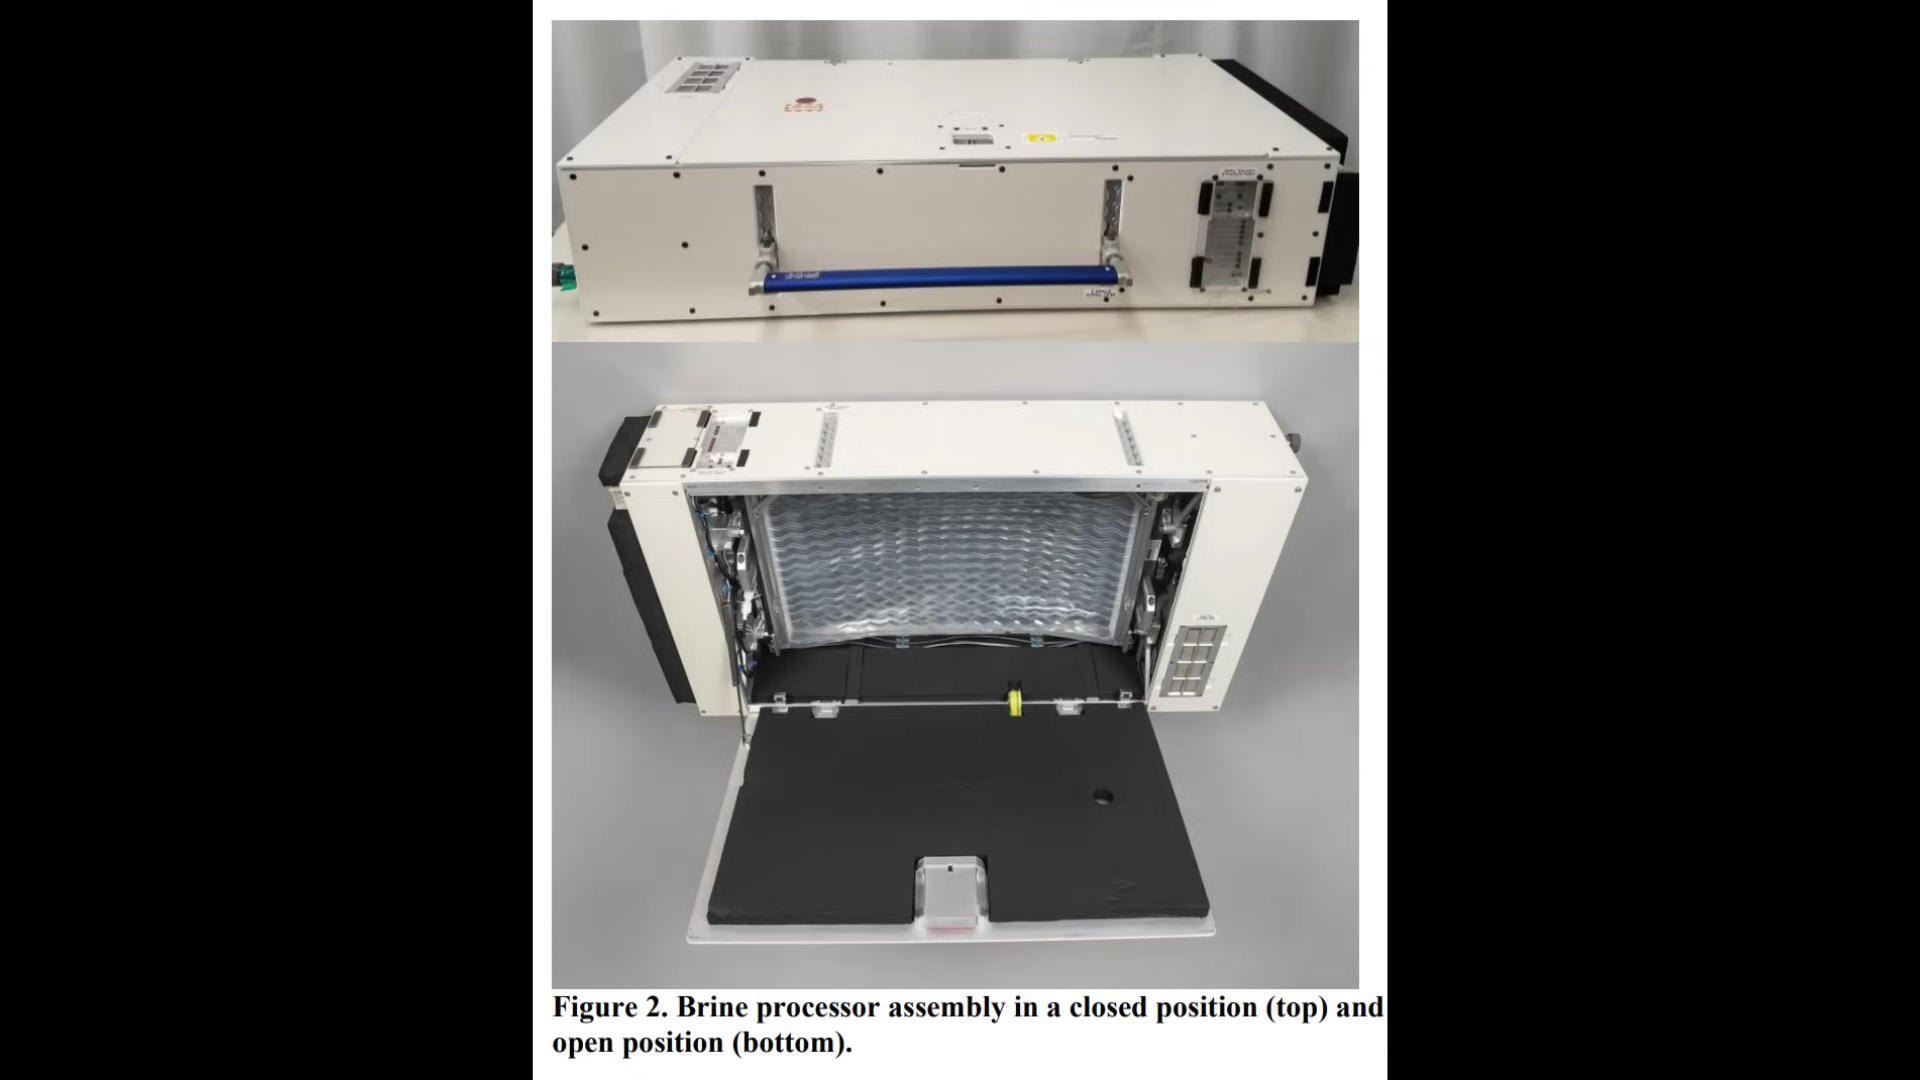 Figure 2. Brine processor assembly in a closed position (top) and
open position (bottom).